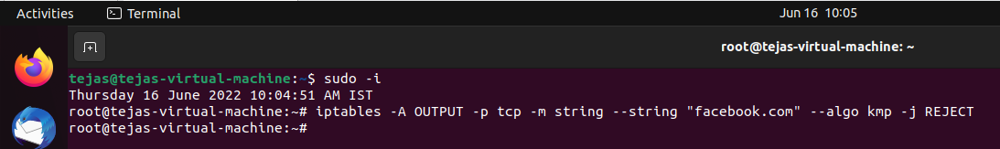 Activities Terminal Jun 16 10:05
root@tejas-virtual-machine: ~
tejas@tejas-virtual-machine:~$ sudo -i
Thursday 16 June 2022 10:04:51 AM IST
root@tejas-virtual-machine:~# iptables -A OUTPUT -p tcp -m string --string "facebook.com" --algo kmp -j REJECT
root@tejas-virtual-machine:~#